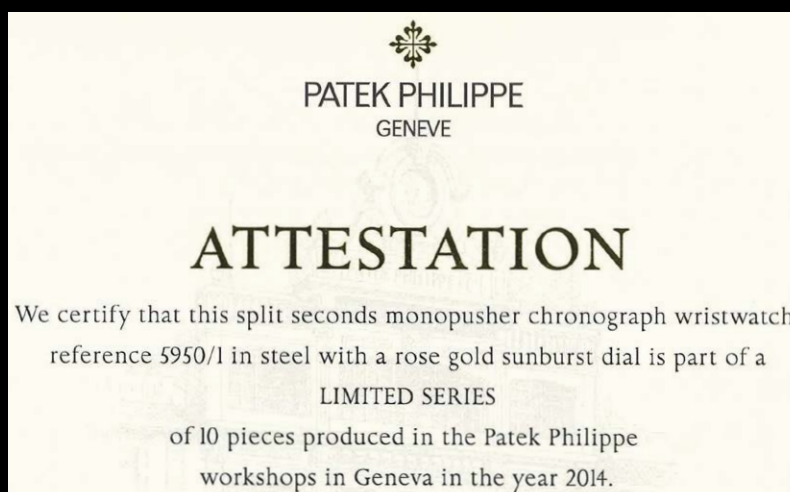 PATEK PHILIPPE
GENEVE
ATTESTATION
We certify that this split seconds monopusher chronograph wristwatch
reference 5950/1 in steel with a rose gold sunburst dial is part of a
LIMITED SERIES
of 10 pieces produced in the Patek Philippe
workshops in Geneva in the year 2014.